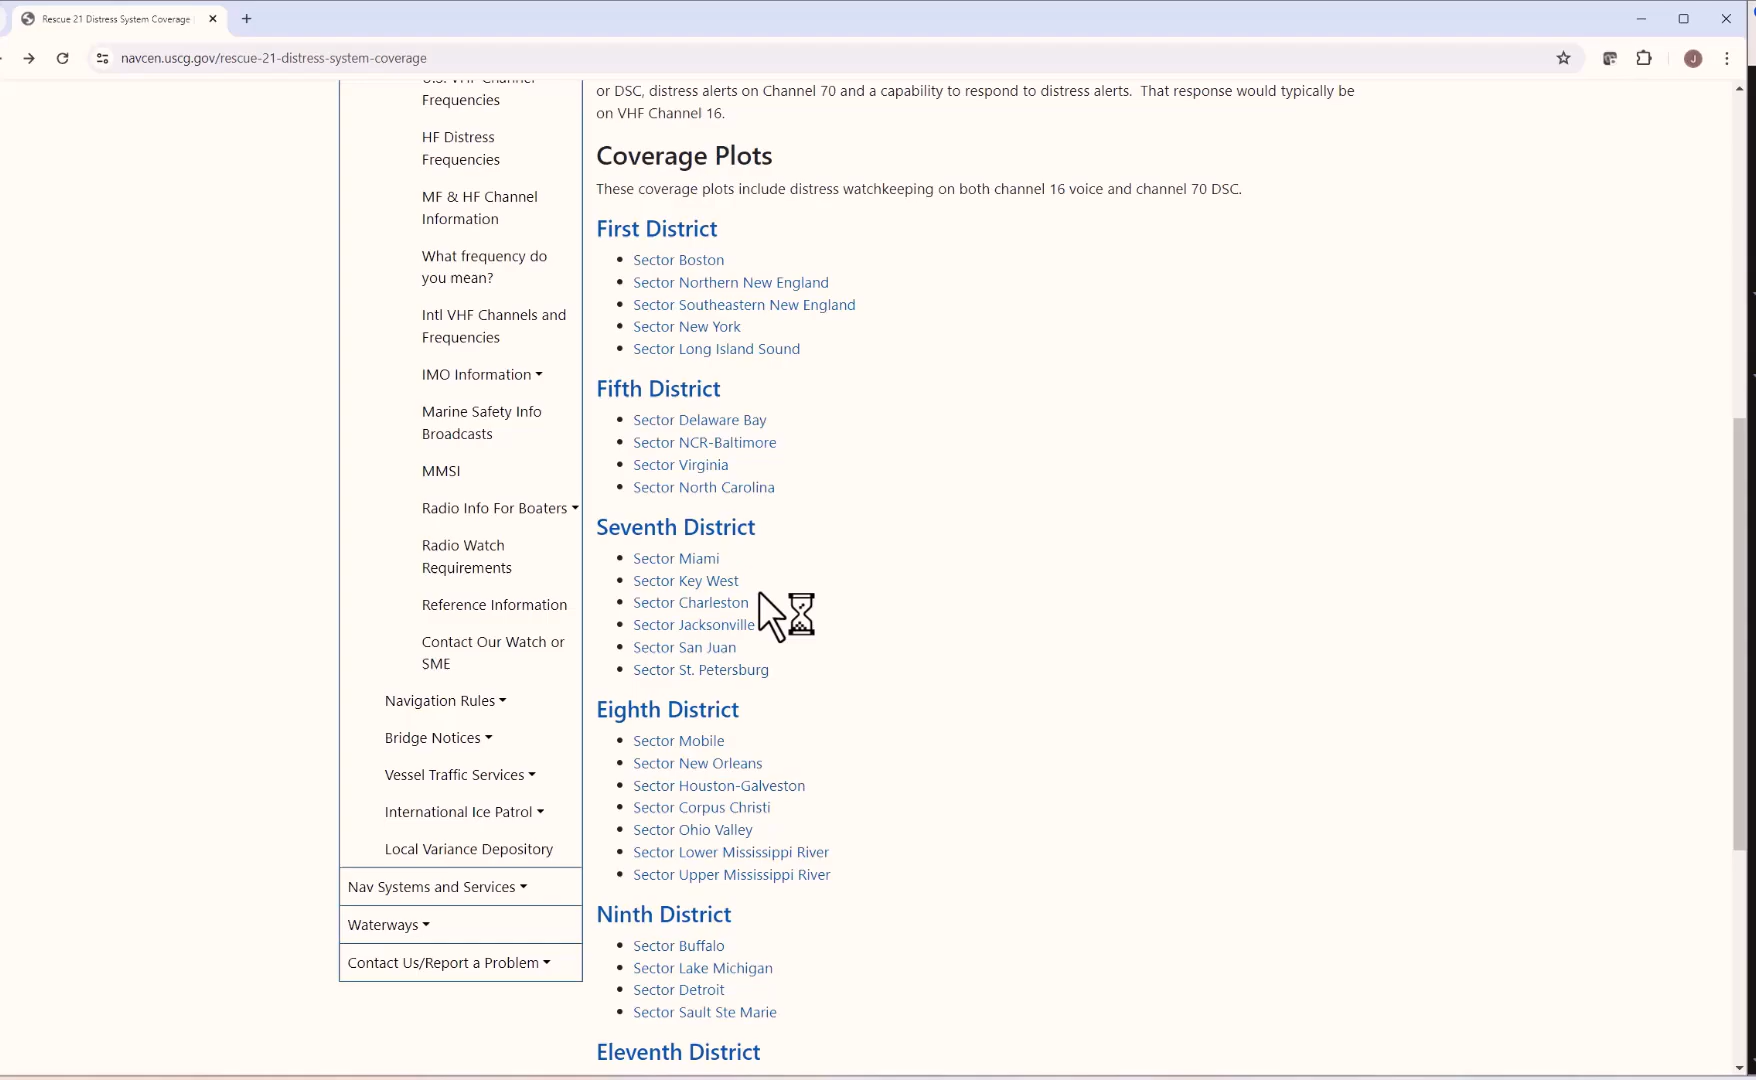 Rescue 21 Distress System Coverage
navcen.uscg.gov/rescue-21-distress-system-coverage
J
U.S. VHF Channel
Frequencies
HF Distress
Frequencies
MF & HF Channel
Information
What frequency do
you mean?
Intl VHF Channels and
Frequencies
IMO Information
Marine Safety Info
Broadcasts
MMSI
Radio Info For Boaters
Radio Watch
Requirements
Reference Information
Contact Our Watch or
SME
Navigation Rules
Bridge Notices
Vessel Traffic Services
International Ice Patrol
Local Variance Depository
Nav Systems and Services
Waterways
Contact Us/Report a Problem
or DSC, distress alerts on Channel 70 and a capability to respond to distress alerts. That response would typically be
on VHF Channel 16.
Coverage Plots
These coverage plots include distress watchkeeping on both channel 16 voice and channel 70 DSC.
First District
Sector Boston
Sector Northern New England
Sector Southeastern New England
Sector New York
Sector Long Island Sound
Fifth District
Sector Delaware Bay
Sector NCR-Baltimore
Sector Virginia
Sector North Carolina
Seventh District
Sector Miami
Sector Key West
Sector Charleston
Sector Jacksonville
Sector San Juan
Sector St. Petersburg
Eighth District
Sector Mobile
Sector New Orleans
Sector Houston-Galveston
Sector Corpus Christi
Sector Ohio Valley
Sector Lower Mississippi River
Sector Upper Mississippi River
Ninth District
Sector Buffalo
Sector Lake Michigan
Sector Detroit
Sector Sault Ste Marie
Eleventh District